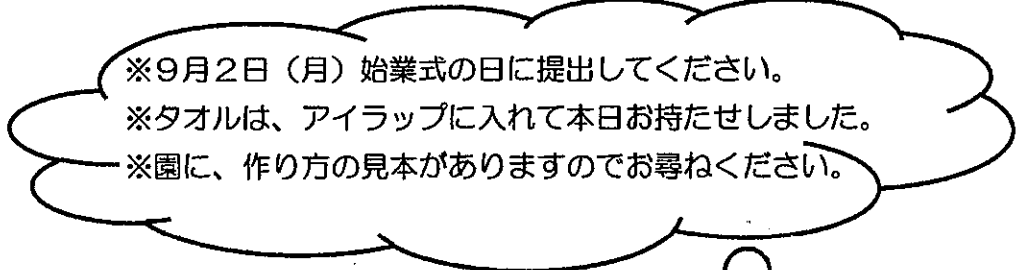 ※9月2日（月）始業式の日に提出してください。
※タオルは、アイラップに入れて本日お持たせしました。
※園に、作り方の見本がありますのでお尋ねください。